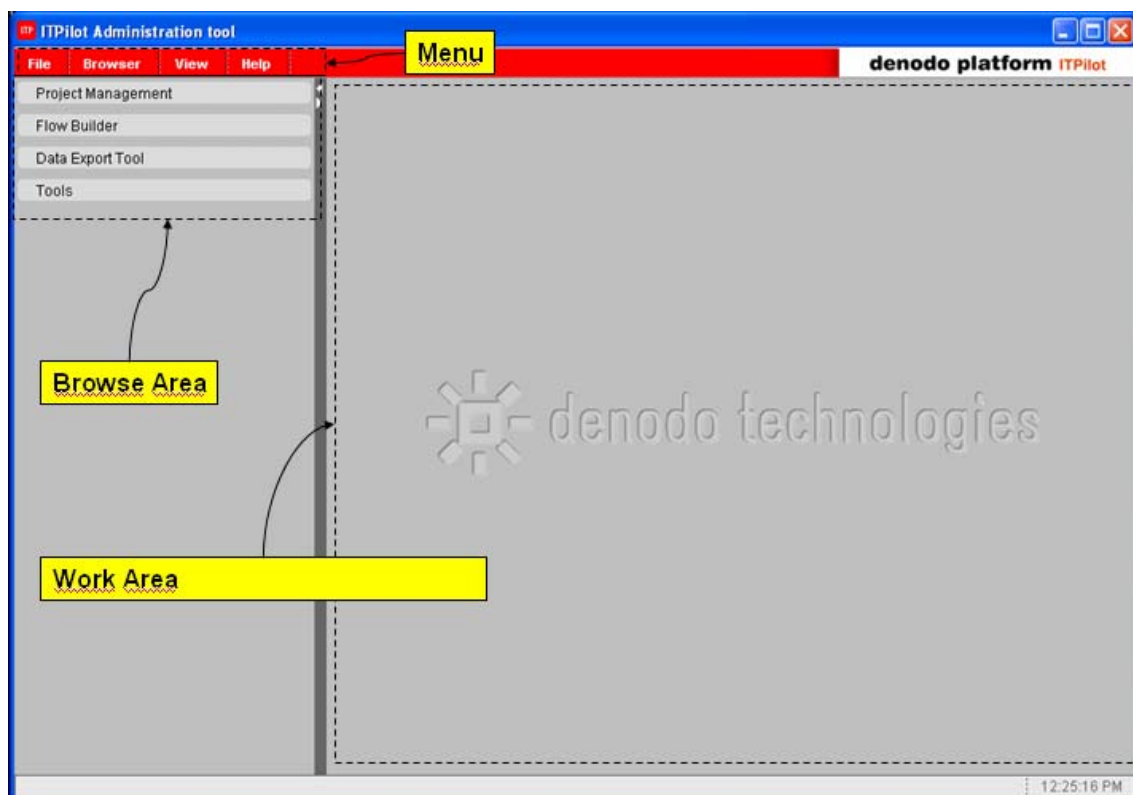 ITP ITPilot Administration tool
File Browser View Help
Menu
denodo platform ITPilot
Project Management
Flow Builder
Data Export Tool
Tools
Browse Area
denodo technologies
Work Area
12:25:16 PM